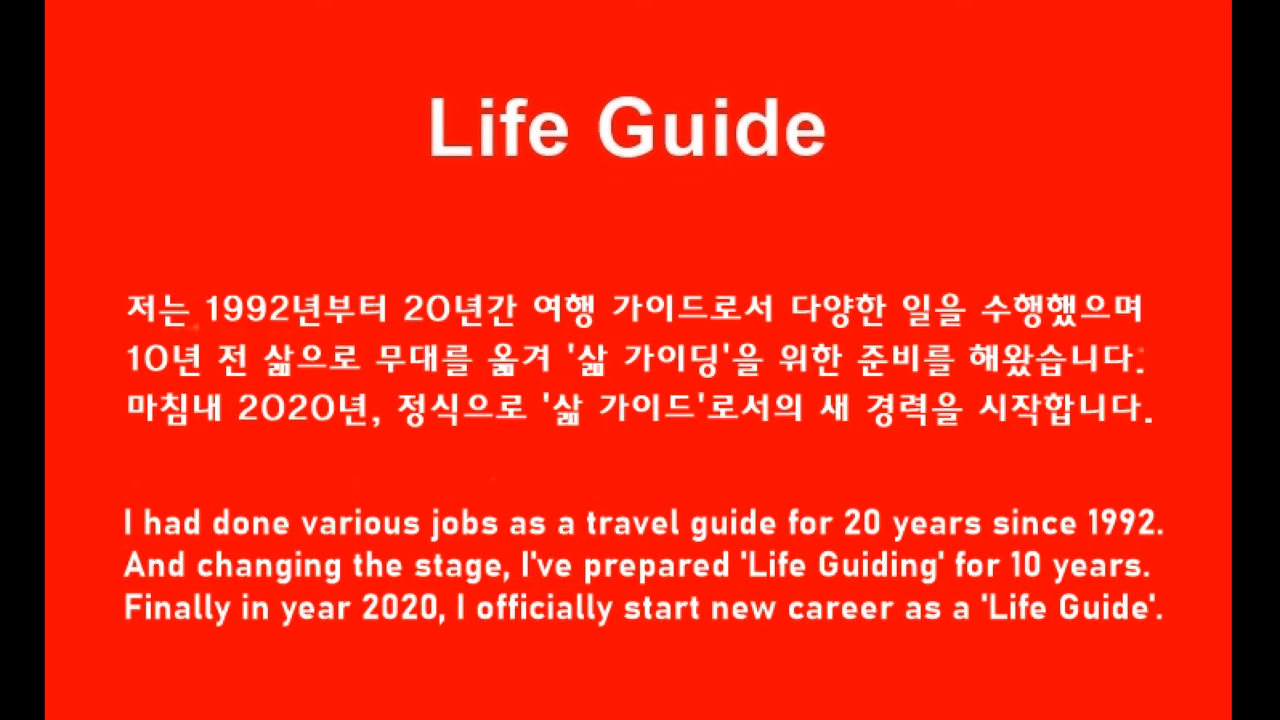 Life Guide
저는 1992년부터 20년간 여행 가이드로서 다양한 일을 수행했으며
10년 전 삶으로 무대를 옮겨 '삶 가이딩'을 위한 준비를 해왔습니다.
마침내 2020년, 정식으로 '삶 가이드'로서의 새 경력을 시작합니다.
I had done various jobs as a travel guide for 20 years since 1992.
And changing the stage, I've prepared 'Life Guiding' for 10 years.
Finally in year 2020, I officially start new career as a 'Life Guide'.